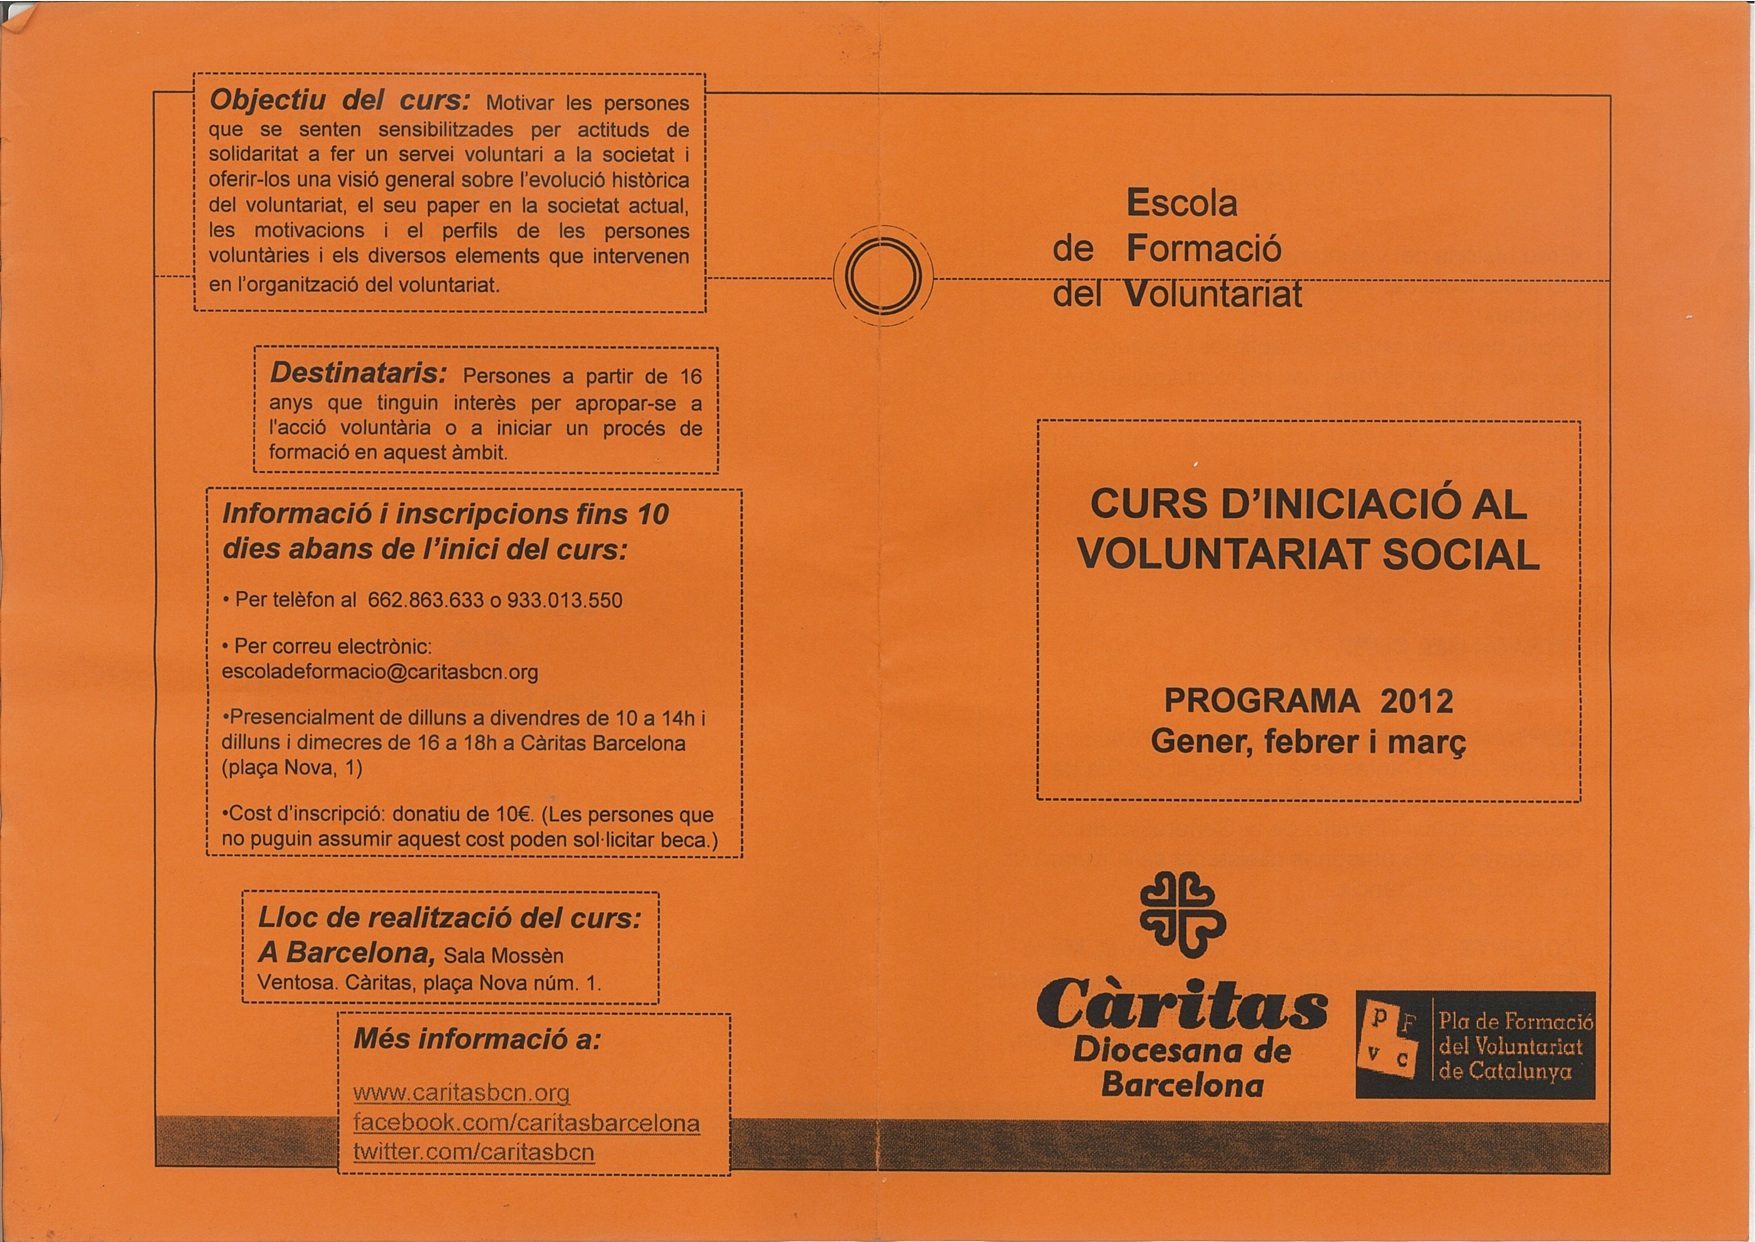 Objectiu del curs: Motivar les persones
que se senten sensibilitzades per actituds de
solidaritat a fer un servei voluntari a la societat i
oferir-los una visió general sobre l'evolució històrica
del voluntariat, el seu paper en la societat actual,
les motivacions i el perfils de les persones
voluntàries i els diversos elements que intervenen
en l'organització del voluntariat.
Destinataris: Persones a partir de 16
anys que tinguin interès per apropar-se a
l'acció voluntària o a iniciar un procés de
formació en aquest àmbit.
Informació i inscripcions fins 10
dies abans de l'inici del curs:
• Per telèfon al 662.863.633 o 933.013.550
• Per correu electrònic:
escoladeformacio@caritasbcn.org
•Presencialment de dilluns a divendres de 10 a 14h i
dilluns i dimecres de 16 a 18h a Càritas Barcelona
(plaça Nova, 1)
•Cost d'inscripció: donatiu de 10€. (Les persones que
no puguin assumir aquest cost poden sol·licitar beca.)
Lloc de realització del curs:
A Barcelona, Sala Mossèn
Ventosa. Càritas, plaça Nova núm. 1.
Més informació a:
www.caritasbcn.org
facebook.com/caritasbarcelona
twitter.com/caritasbcn
Escola
de Formació
del Voluntariat
CURS D'INICIACIÓ AL
VOLUNTARIAT SOCIAL
PROGRAMA 2012
Gener, febrer i març
Càritas
Diocesana de
Barcelona
P F
V C
Pla de Formació
del Voluntariat
de Catalunya